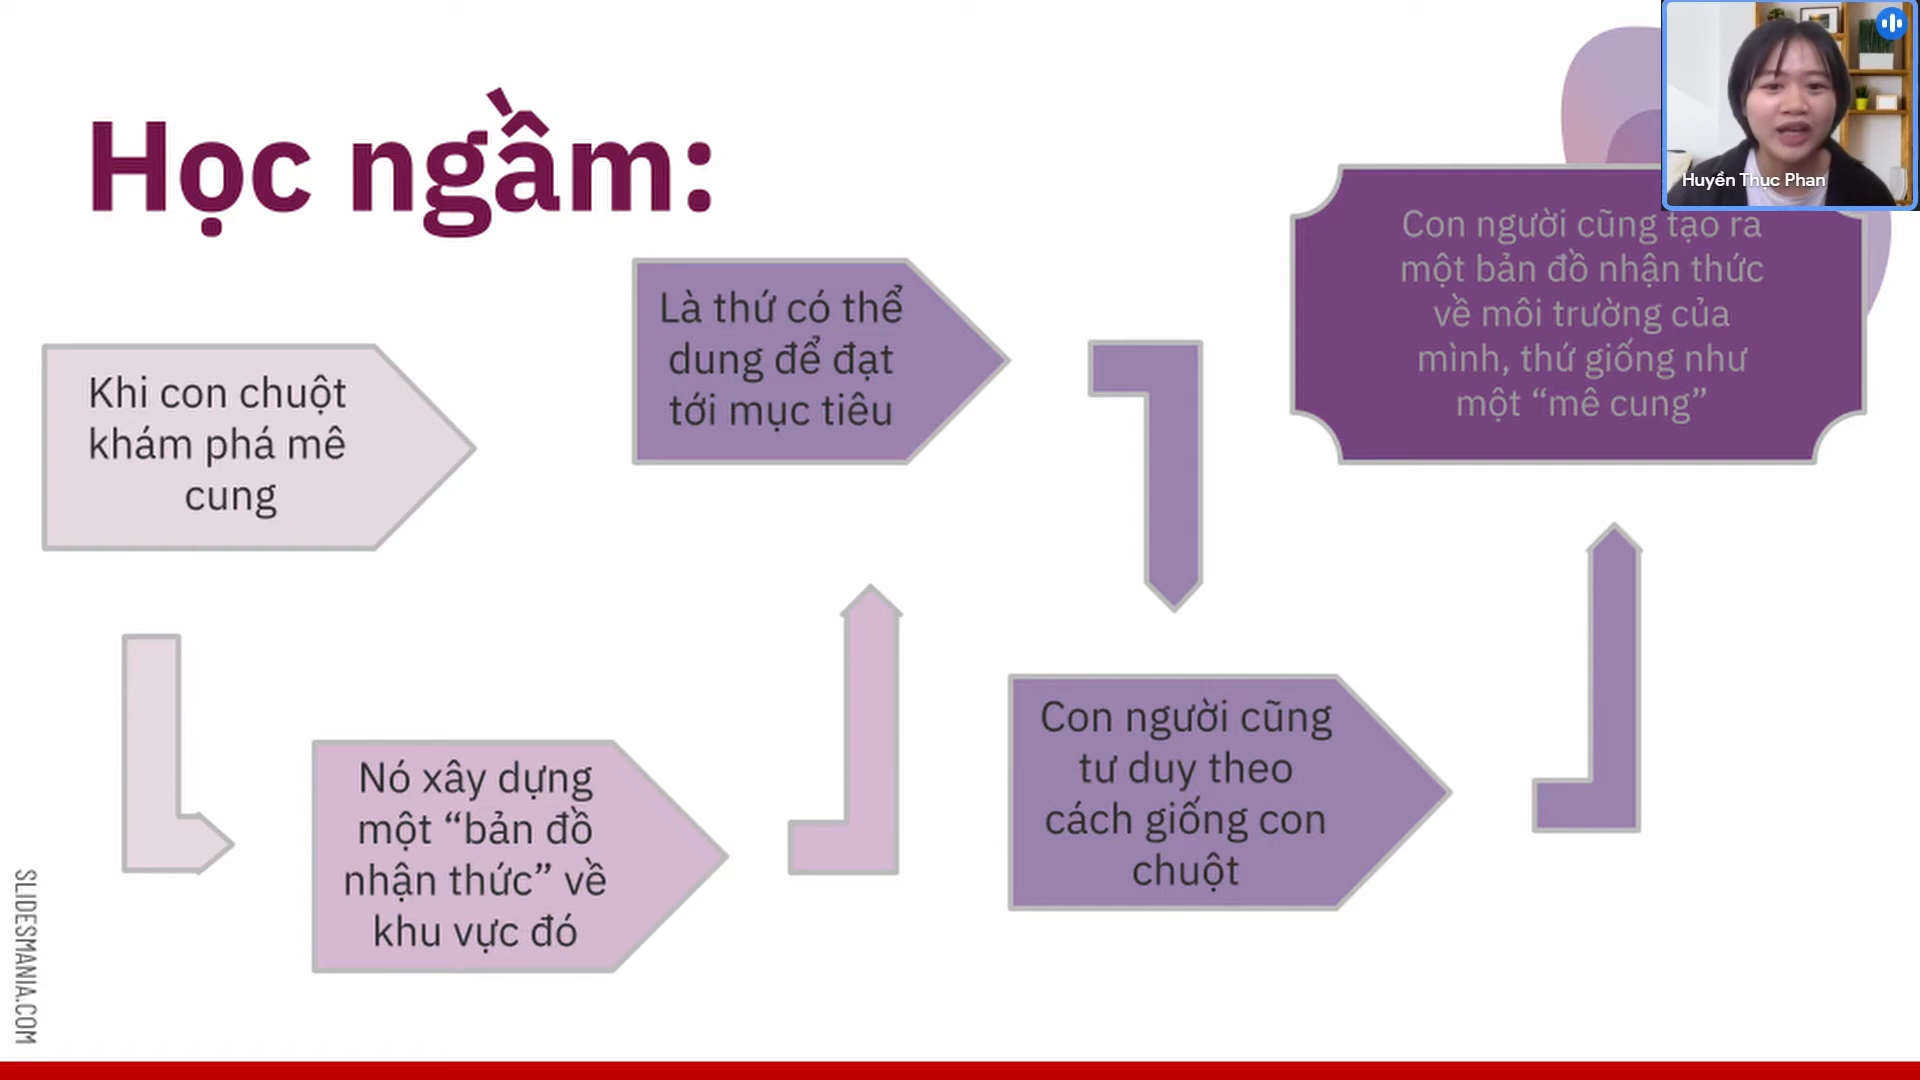 Học ngầm:
Khi con chuột
khám phá mê
cung
Nó xây dựng
một “bản đồ
nhận thức” về
khu vực đó
Là thứ có thể
dung để đạt
tới mục tiêu
Con người cũng
tư duy theo
cách giống con
chuột
Con người cũng tạo ra
một bản đồ nhận thức
về môi trường của
mình, thứ giống như
một “mê cung”
Huyền Thục Phan
SLIDESMANIA.COM